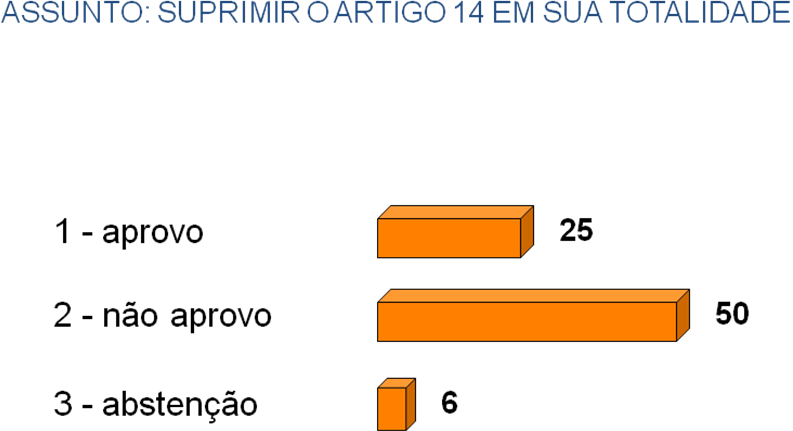 ASSUNTO: SUPRIMIR O ARTIGO 14 EM SUA TOTALIDADE
1 - aprovo 25
2 - não aprovo 50
3 - abstenção 6